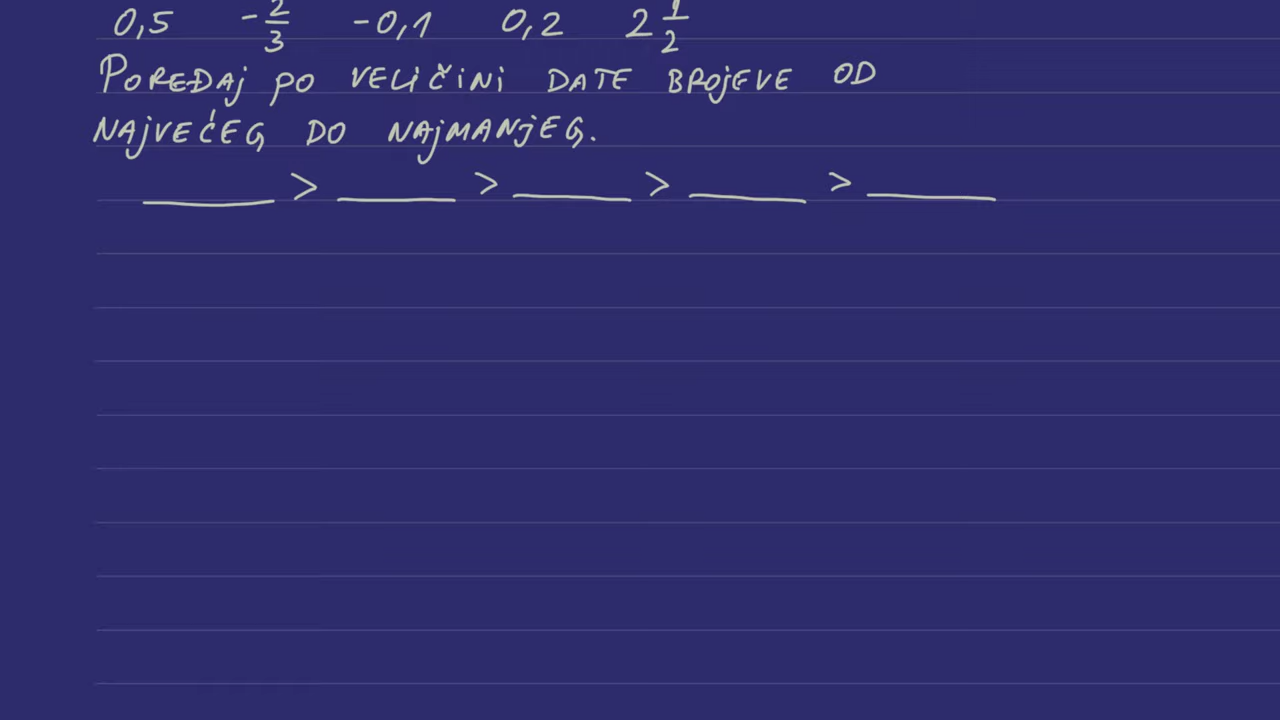 0,5 -2/3 -0,1 0,2 2 1/2
POREĐAJ PO VELIČINI DATE BROJEVE OD
NAJVEĆEG DO NAJMANJEG.
____ > ____ > ____ > ____ > ____